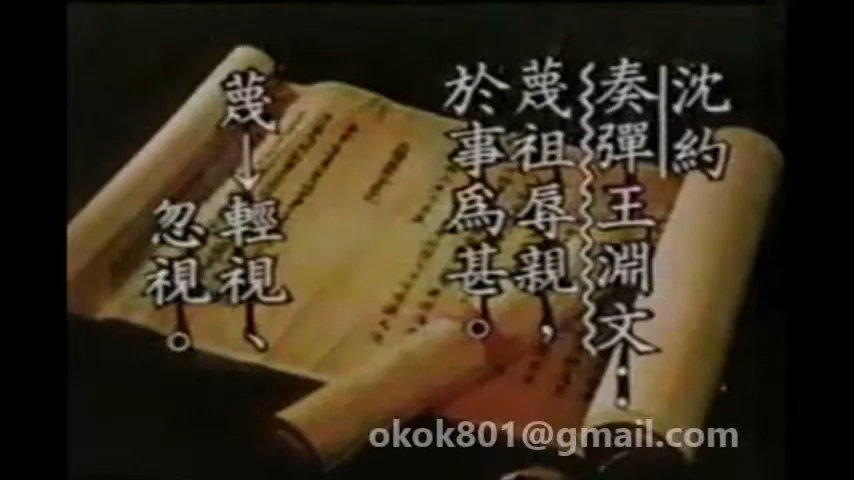 沈約
奏彈王淵文：
蔑祖辱親，
於事為甚。
蔑→輕視、
忽視。
okok801@gmail.com